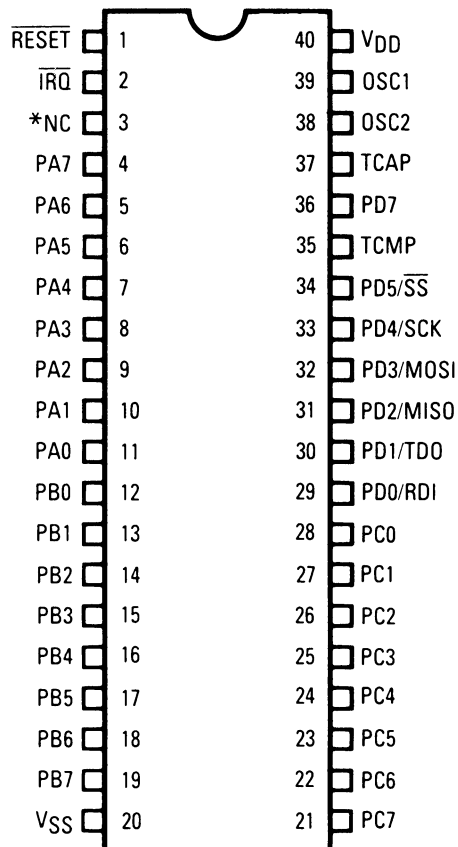 RESET 1 40 VDD
IRQ 2 39 OSC1
*NC 3 38 OSC2
PA7 4 37 TCAP
PA6 5 36 PD7
PA5 6 35 TCMP
PA4 7 34 PD5/SS
PA3 8 33 PD4/SCK
PA2 9 32 PD3/MOSI
PA1 10 31 PD2/MISO
PA0 11 30 PD1/TDO
PB0 12 29 PD0/RDI
PB1 13 28 PC0
PB2 14 27 PC1
PB3 15 26 PC2
PB4 16 25 PC3
PB5 17 24 PC4
PB6 18 23 PC5
PB7 19 22 PC6
VSS 20 21 PC7